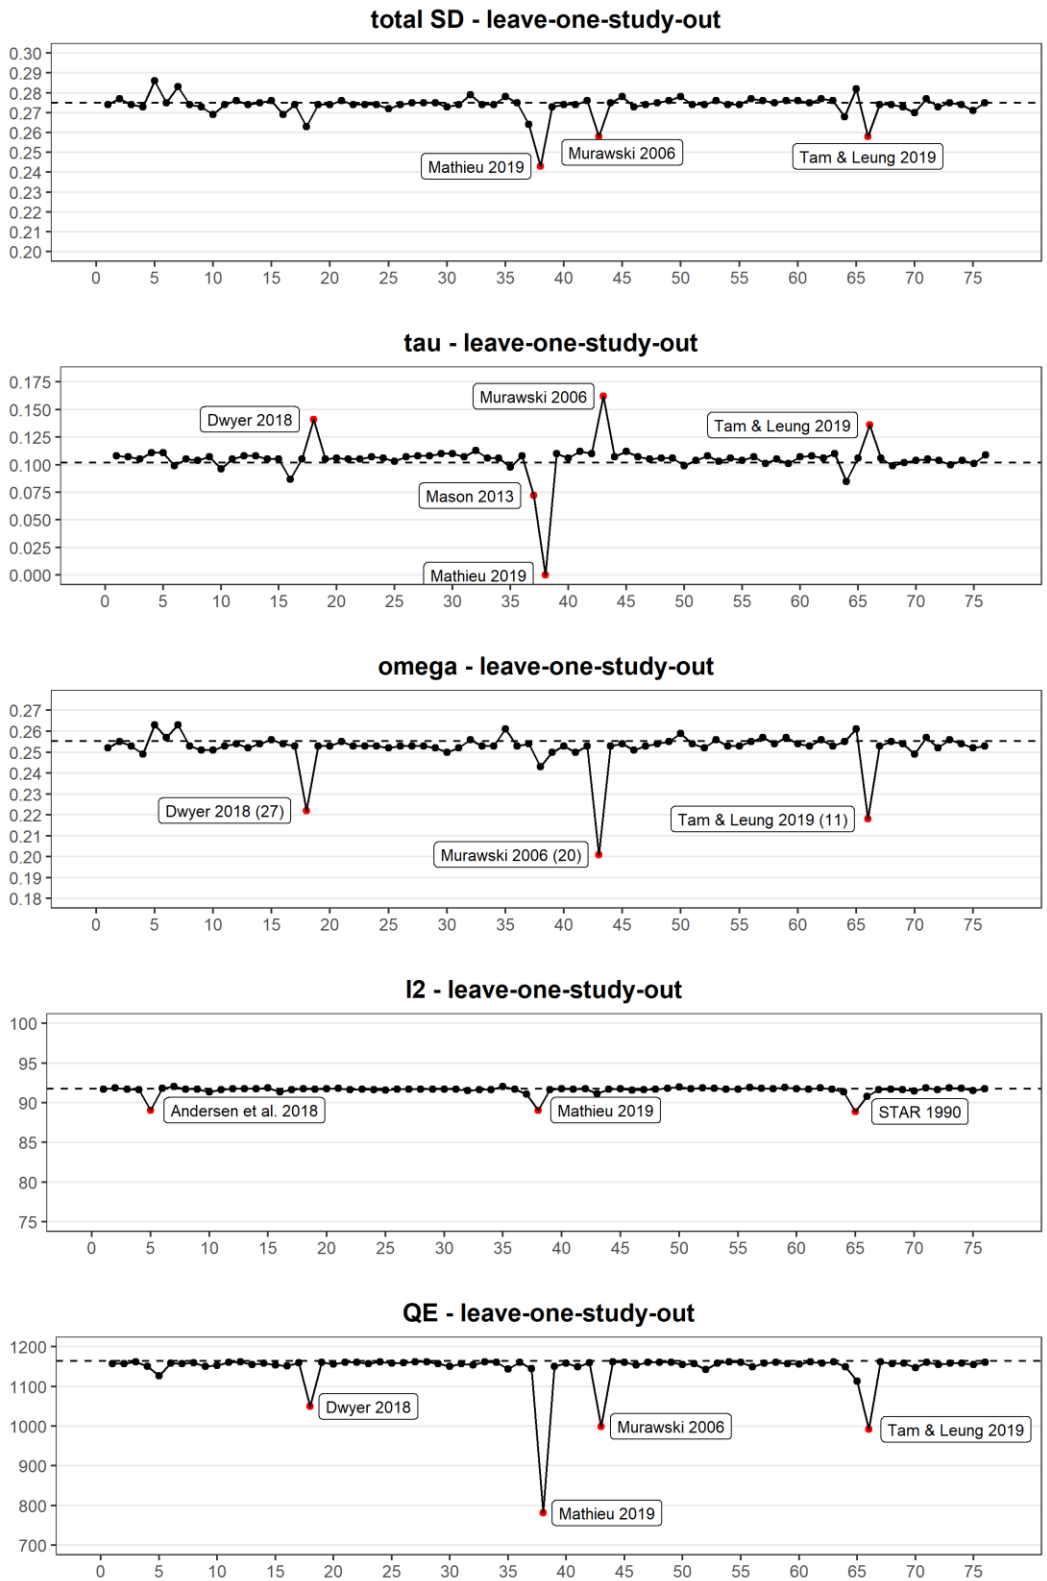 total SD - leave-one-study-out
0.30
0.29
0.28
0.27
0.26
0.25
0.24
0.23
0.22
0.21
0.20
Mathieu 2019
Murawski 2006
Tam & Leung 2019
0 5 10 15 20 25 30 35 40 45 50 55 60 65 70 75
tau - leave-one-study-out
0.175
0.150
0.125
0.100
0.075
0.050
0.025
0.000
Murawski 2006
Dwyer 2018
Tam & Leung 2019
Mason 2013
Mathieu 2019
0 5 10 15 20 25 30 35 40 45 50 55 60 65 70 75
omega - leave-one-study-out
0.27
0.26
0.25
0.24
0.23
0.22
0.21
0.20
0.19
0.18
Dwyer 2018 (27)
Tam & Leung 2019 (11)
Murawski 2006 (20)
0 5 10 15 20 25 30 35 40 45 50 55 60 65 70 75
I2 - leave-one-study-out
100
95
90
85
80
75
Andersen et al. 2018
Mathieu 2019
STAR 1990
0 5 10 15 20 25 30 35 40 45 50 55 60 65 70 75
QE - leave-one-study-out
1200
1100
1000
900
800
700
Dwyer 2018
Murawski 2006
Tam & Leung 2019
Mathieu 2019
0 5 10 15 20 25 30 35 40 45 50 55 60 65 70 75